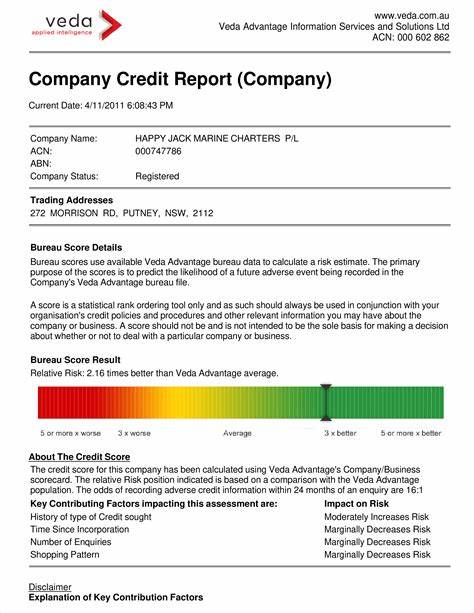 www.veda.com.au
veda
applied intelligence
Veda Advantage Information Services and Solutions Ltd
ACN: 000 602 862
Company Credit Report (Company)
Current Date: 4/11/2011 6:08:43 PM
Company Name: HAPPY JACK MARINE CHARTERS P/L
ACN: 000747786
ABN:
Company Status: Registered
Trading Addresses
272 MORRISON RD, PUTNEY, NSW, 2112
Bureau Score Details
Bureau scores use available Veda Advantage bureau data to calculate a risk estimate. The primary
purpose of the scores is to predict the likelihood of a future adverse event being recorded in the
Company's Veda Advantage bureau file.
A score is a statistical rank ordering tool only and as such should always be used in conjunction with your
organisation's credit policies and procedures and other relevant information you may have about the
company or business. A score should not be and is not intended to be the sole basis for making a decision
about whether or not to deal with a particular company or business.
Bureau Score Result
Relative Risk: 2.16 times better than Veda Advantage average.
5 or more x worse 3 x worse Average 3 x better 5 or more x better
About The Credit Score
The credit score for this company has been calculated using Veda Advantage's Company/Business
scorecard. The relative Risk position indicated is based on a comparison with the Veda Advantage
population. The odds of recording adverse credit information within 24 months of an enquiry are 16:1
Key Contributing Factors impacting this assessment are: Impact on Risk
History of type of Credit sought Moderately Increases Risk
Time Since Incorporation Marginally Decreases Risk
Number of Enquiries Marginally Decreases Risk
Shopping Pattern Marginally Decreases Risk
Disclaimer
Explanation of Key Contribution Factors